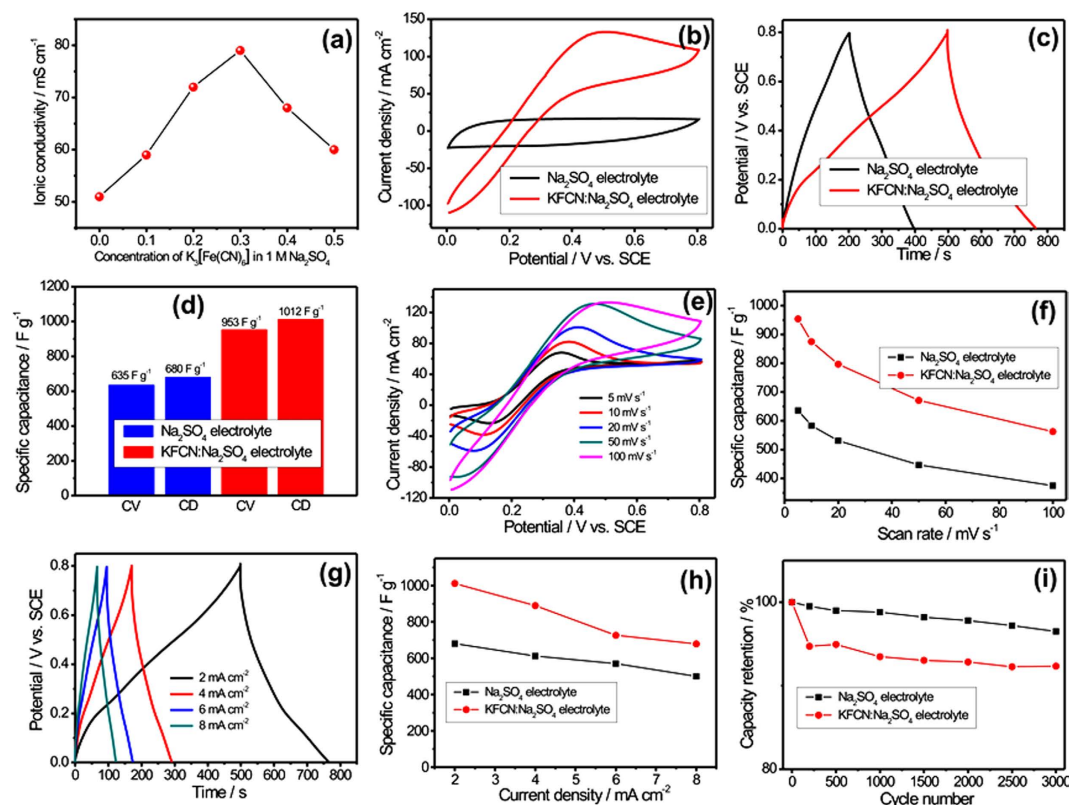 (a)
Ionic conductivity / mS cm⁻¹
80
70
60
50
0.0 0.1 0.2 0.3 0.4 0.5
Concentration of K₃[Fe(CN)₆] in 1 M Na₂SO₄
(b)
Current density / mA cm⁻²
150
100
50
0
-50
-100
Na₂SO₄ electrolyte
KFCN:Na₂SO₄ electrolyte
0.0 0.2 0.4 0.6 0.8
Potential / V vs. SCE
(c)
Potential / V vs. SCE
0.8
0.4
0.0
Na₂SO₄ electrolyte
KFCN:Na₂SO₄ electrolyte
0 100 200 300 400 500 600 700 800
Time / s
(d)
Specific capacitance / F g⁻¹
1200
1000
800
600
400
200
0
635 F g⁻¹
680 F g⁻¹
953 F g⁻¹
1012 F g⁻¹
Na₂SO₄ electrolyte
KFCN:Na₂SO₄ electrolyte
CV CD CV CD
(e)
Current density / mA cm⁻²
160
120
80
40
0
-40
-80
-120
5 mV s⁻¹
10 mV s⁻¹
20 mV s⁻¹
50 mV s⁻¹
100 mV s⁻¹
0.0 0.2 0.4 0.6 0.8
Potential / V vs. SCE
(f)
Specific capacitance / F g⁻¹
1000
900
800
700
600
500
400
Na₂SO₄ electrolyte
KFCN:Na₂SO₄ electrolyte
0 20 40 60 80 100
Scan rate / mV s⁻¹
(g)
Potential / V vs. SCE
0.8
0.6
0.4
0.2
0.0
2 mA cm⁻²
4 mA cm⁻²
6 mA cm⁻²
8 mA cm⁻²
0 100 200 300 400 500 600 700 800
Time / s
(h)
Specific capacitance / F g⁻¹
1000
800
600
400
200
0
Na₂SO₄ electrolyte
KFCN:Na₂SO₄ electrolyte
2 3 4 5 6 7 8
Current density / mA cm⁻²
(i)
Capacity retention / %
100
80
Na₂SO₄ electrolyte
KFCN:Na₂SO₄ electrolyte
0 500 1000 1500 2000 2500 3000
Cycle number